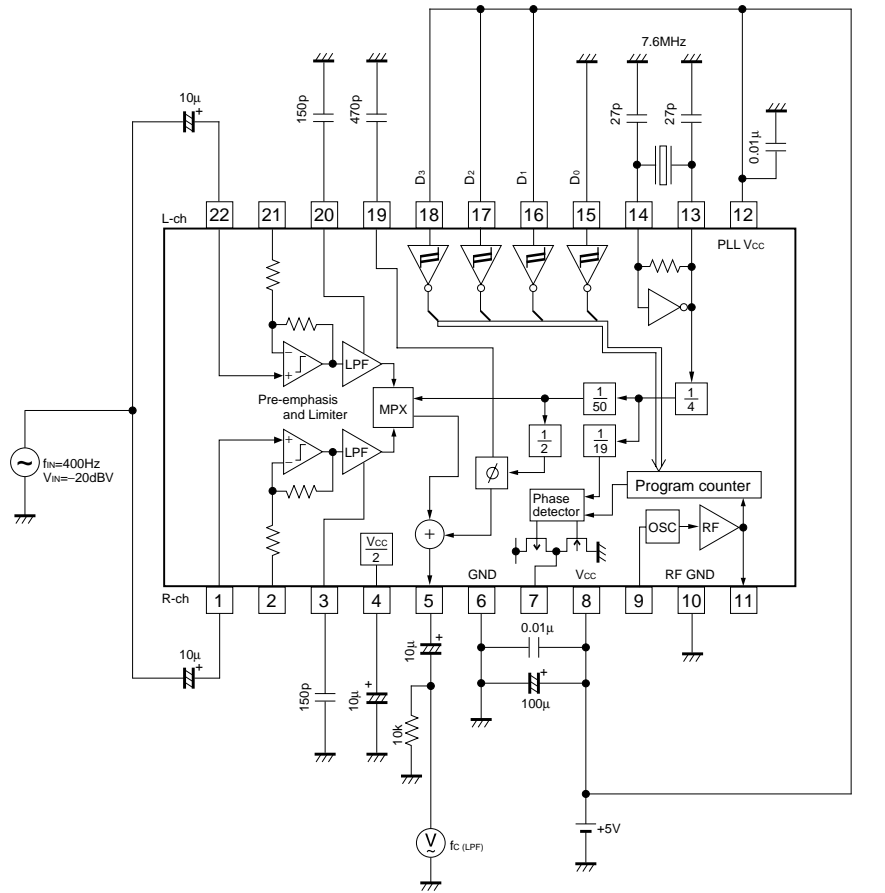 7.6MHz
10μ
+
150p
470p
27p
27p
0.01μ
D3
D2
D1
D0
L-ch
22
21
20
19
18
17
16
15
14
13
12
PLL VCC
−
+
LPF
Pre-emphasis
and Limiter
MPX
1/50
1/4
1/2
1/19
+
−
LPF
fIN=400Hz
VIN=−20dBV
~
ϕ
Program counter
Phase
detector
OSC
RF
VCC/2
+
GND
VCC
RF GND
R-ch
1
2
3
4
5
6
7
8
9
10
11
10μ
+
150p
10μ
+
10μ
+
10k
0.01μ
+
100μ
+5V
V
~
fC (LPF)